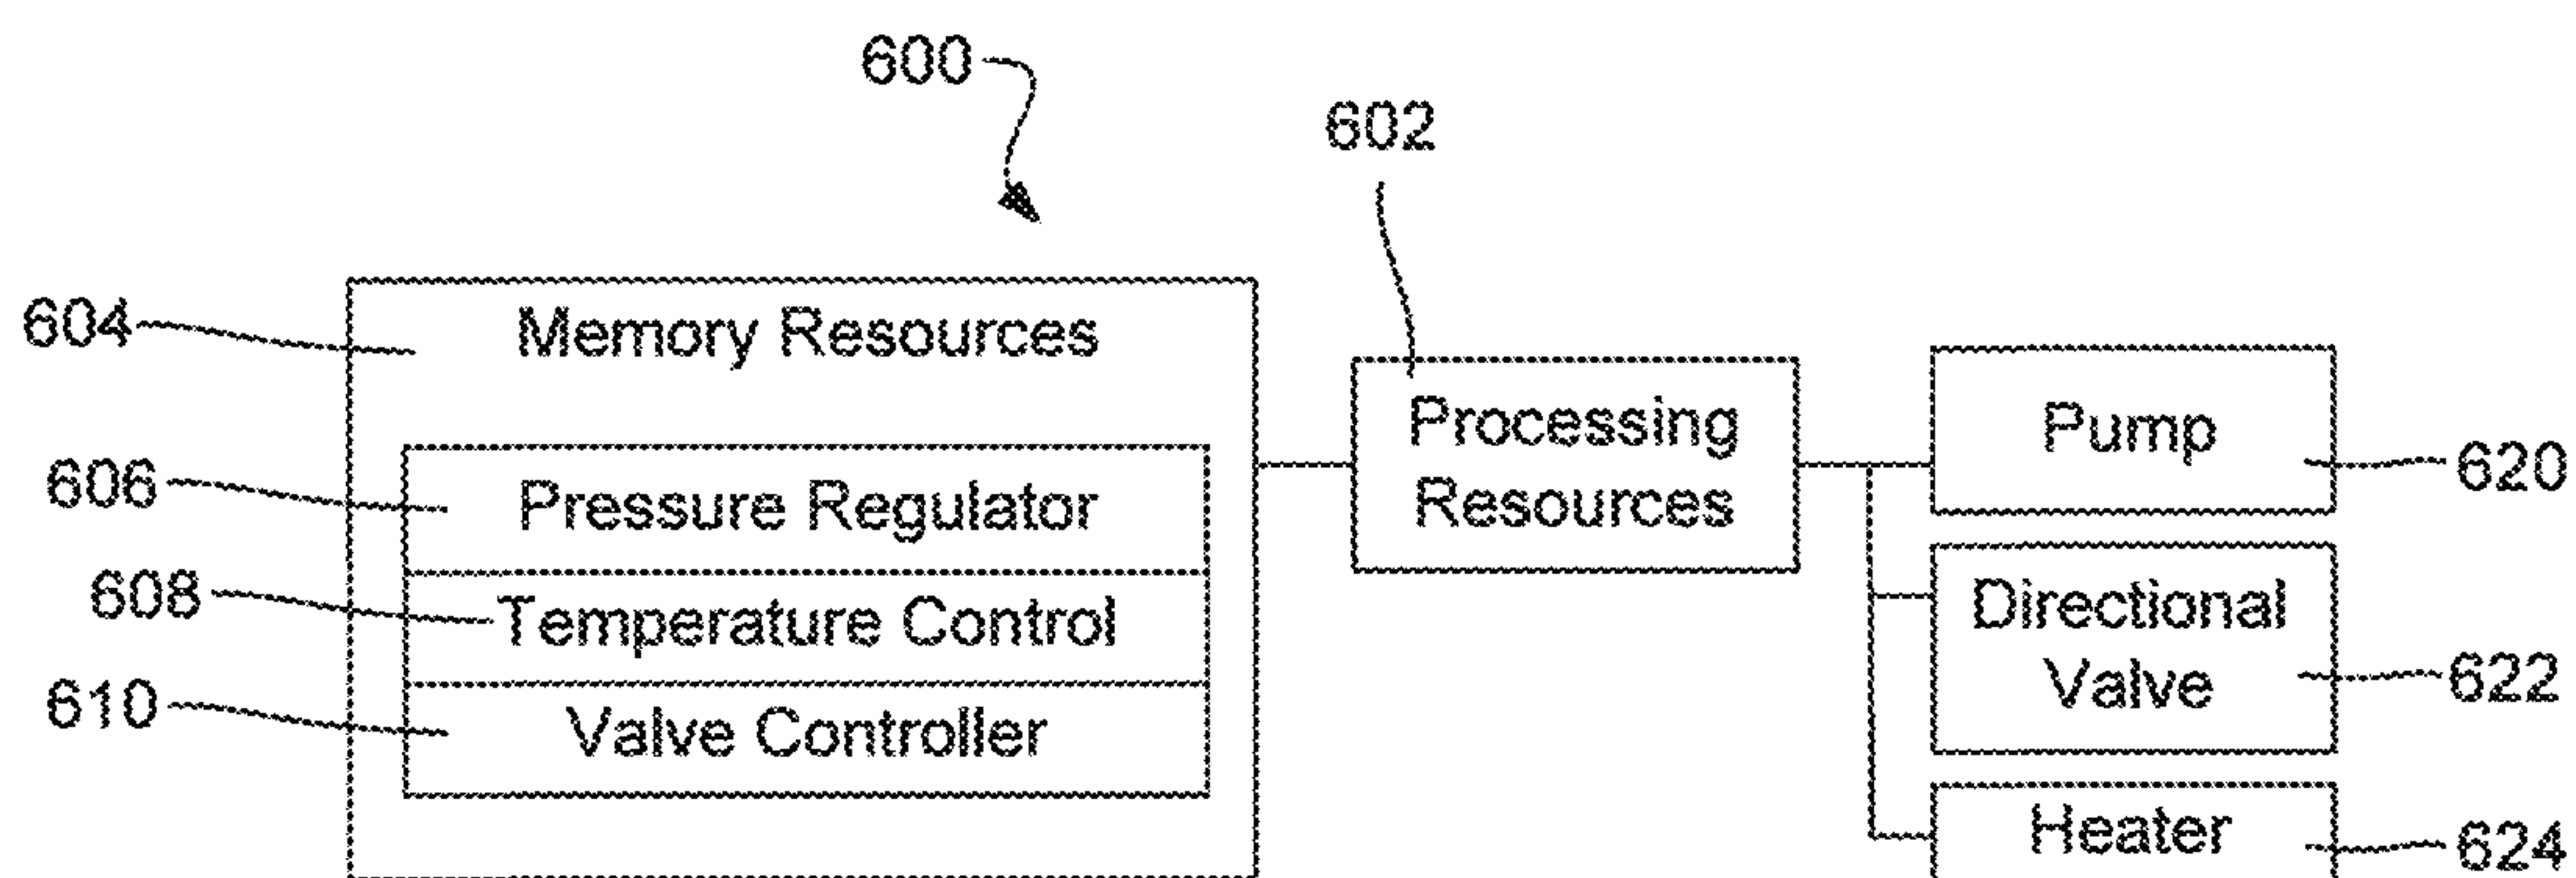 600
602
604
Memory Resources
606
Pressure Regulator
608
Temperature Control
610
Valve Controller
Processing
Resources
Pump
620
Directional
Valve
622
Heater
624